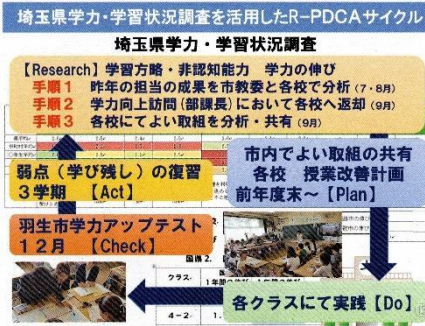 埼玉県学力・学習状況調査を活用したR-PDCAサイクル
埼玉県学力・学習状況調査
【Research】学習方略・非認知能力 学力の伸び
手順１ 昨年の担当の成果を市教委と各校で分析(7・8月)
手順２ 学力向上訪問(部課長)において各校へ返却(9月)
手順３ 各校にてよい取組を分析・共有(9月)
弱点（学び残し）の復習
３学期 【Act】
市内でよい取組の共有
各校 授業改善計画
前年度末～【Plan】
羽生市学力アップテスト
１２月 【Check】
クラス
4－2
各クラスにて実践【Do】